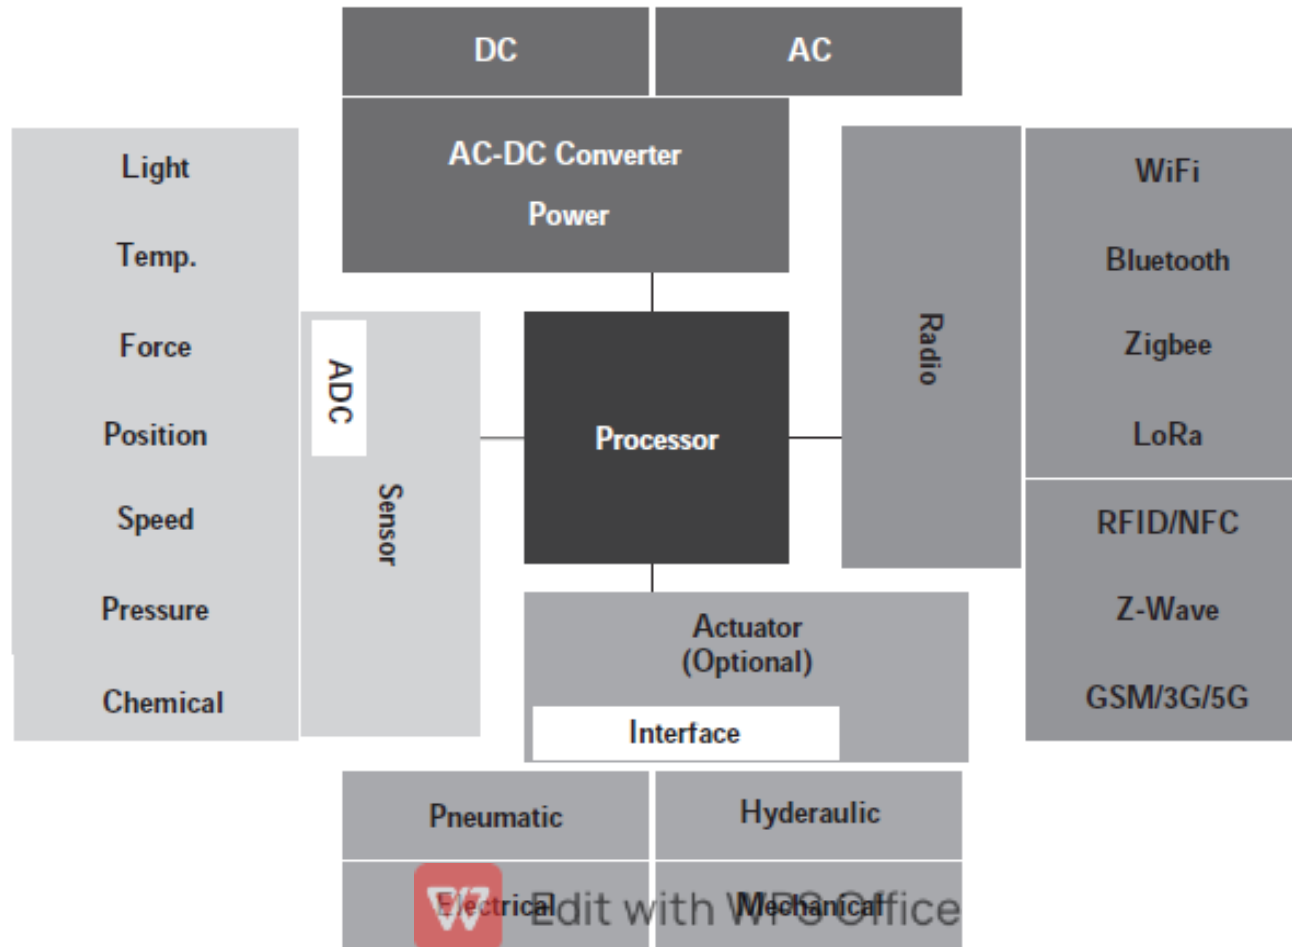 DC
AC
AC-DC Converter
Power
Light
Temp.
Force
Position
Speed
Pressure
Chemical
ADC
Sensor
Processor
Radio
WiFi
Bluetooth
Zigbee
LoRa
RFID/NFC
Z-Wave
GSM/3G/5G
Actuator
(Optional)
Interface
Pneumatic
Hyderaulic
Electrical
Mechanical
Edit with WPS Office